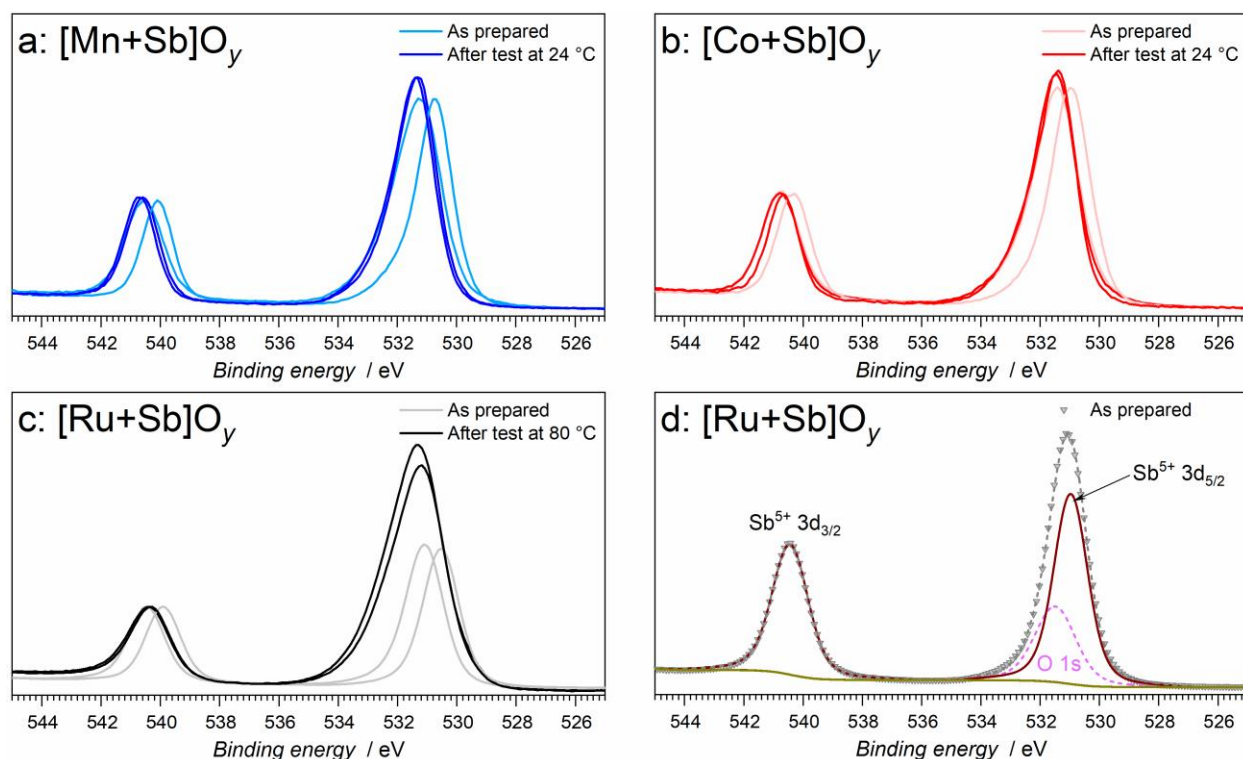 a: [Mn+Sb]Oy
As prepared
After test at 24 °C
544 542 540 538 536 534 532 530 528 526
Binding energy / eV
b: [Co+Sb]Oy
As prepared
After test at 24 °C
544 542 540 538 536 534 532 530 528 526
Binding energy / eV
c: [Ru+Sb]Oy
As prepared
After test at 80 °C
544 542 540 538 536 534 532 530 528 526
Binding energy / eV
d: [Ru+Sb]Oy
As prepared
Sb5+ 3d5/2
Sb5+ 3d3/2
O 1s
544 542 540 538 536 534 532 530 528 526
Binding energy / eV